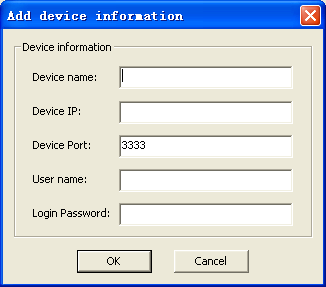 Add device information
Device information
Device name:
Device IP:
Device Port: 3333
User name:
Login Password:
OK Cancel